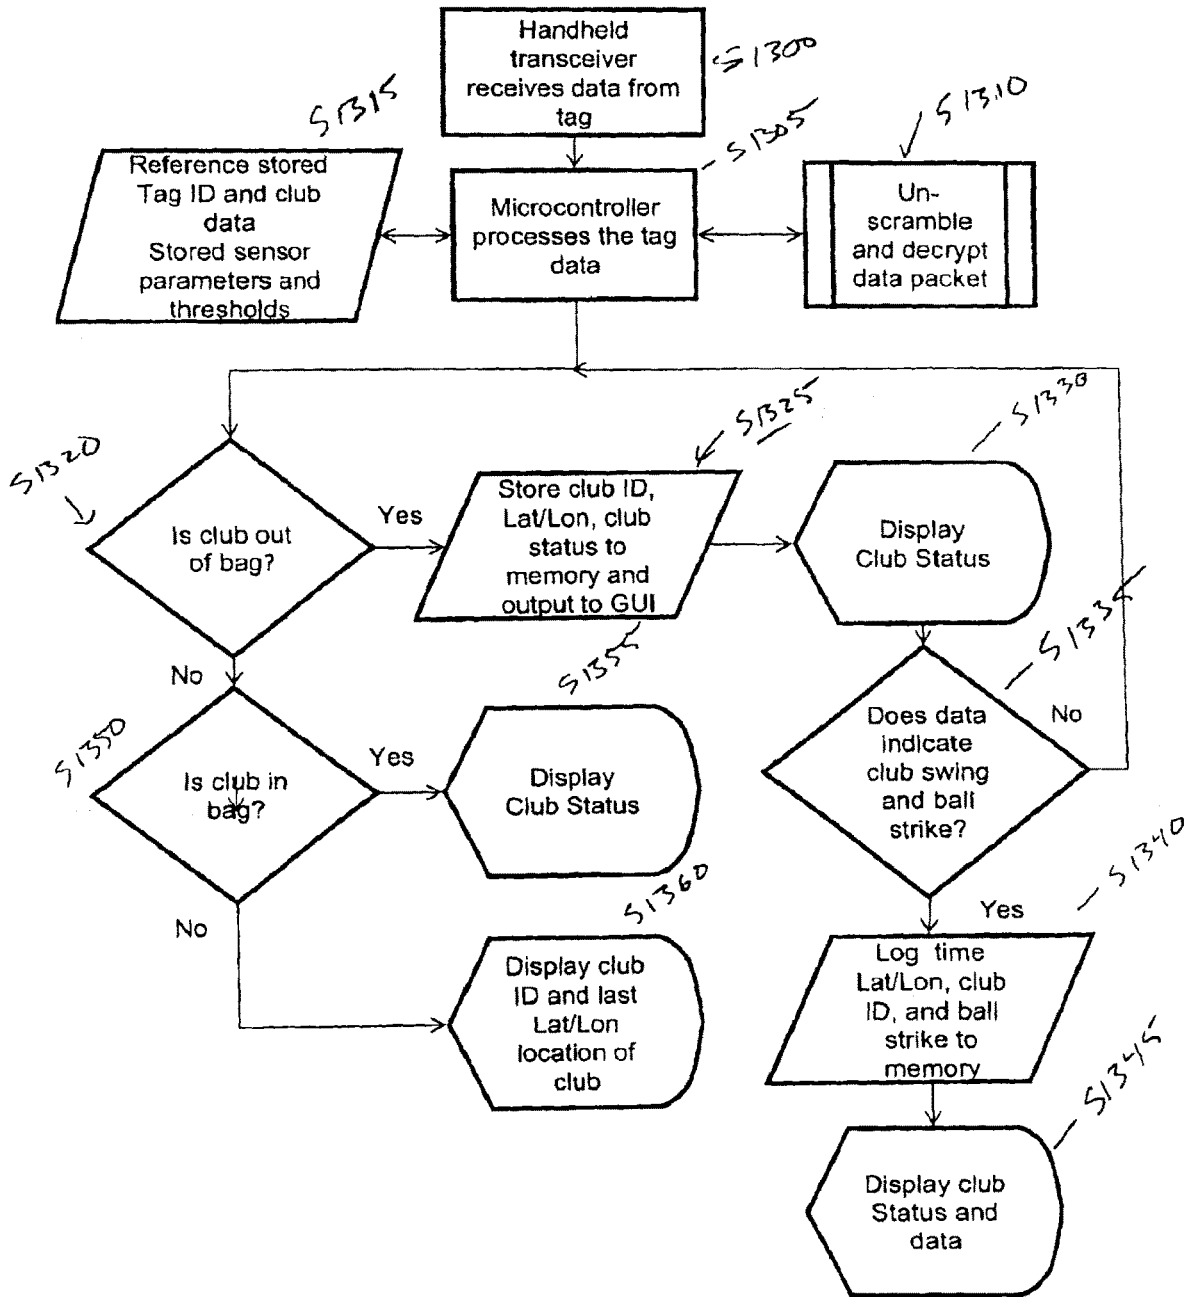 Handheld
transceiver
receives data from
tag
S1300
S1315
S1305
S1310
Reference stored
Tag ID and club
data
Stored sensor
parameters and
thresholds
Microcontroller
processes the tag
data
Un-
scramble
and decrypt
data packet
S1320
Is club out
of bag?
Yes
No
S1325
Store club ID,
Lat/Lon, club
status to
memory and
output to GUI
S1330
Display
Club Status
S1335
Does data
indicate
club swing
and ball
strike?
No
Yes
S1350
Is club in
bag?
Yes
No
S1355
Display
Club Status
S1360
Display club
ID and last
Lat/Lon
location of
club
S1340
Log time
Lat/Lon, club
ID, and ball
strike to
memory
S1345
Display club
Status and
data